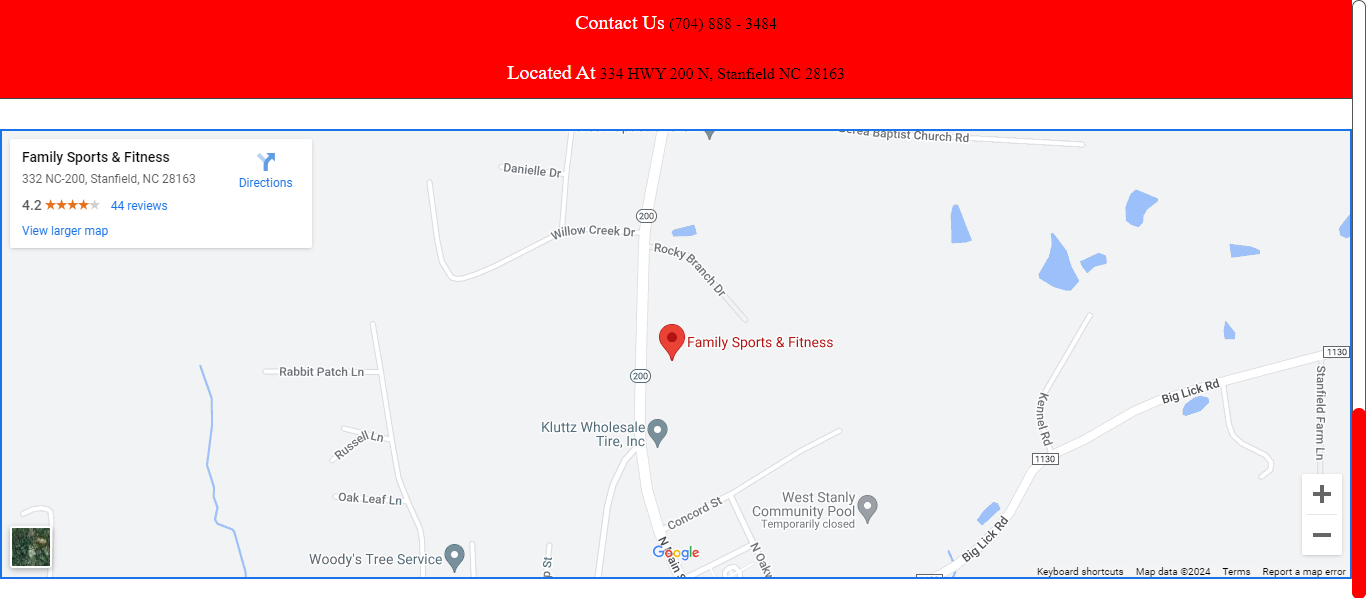 Contact Us (704) 888 - 3484
Located At 334 HWY 200 N, Stanfield NC 28163
Family Sports & Fitness
332 NC-200, Stanfield, NC 28163
Directions
4.2
44 reviews
View larger map
Baptist Church Rd
Danielle Dr
200
Willow Creek Dr
Rocky Branch Dr
Family Sports & Fitness
1130
Rabbit Patch Ln
200
Big Lick Rd
Stanfield Farm Ln
Kennel Rd
Kluttz Wholesale
Tire, Inc
Russell Ln
1130
Oak Leaf Ln
West Stanly
Community Pool
Temporarily closed
Concord St
Big Lick Rd
Woody's Tree Service
Google
Keyboard shortcuts
Map data ©2024
Terms
Report a map error